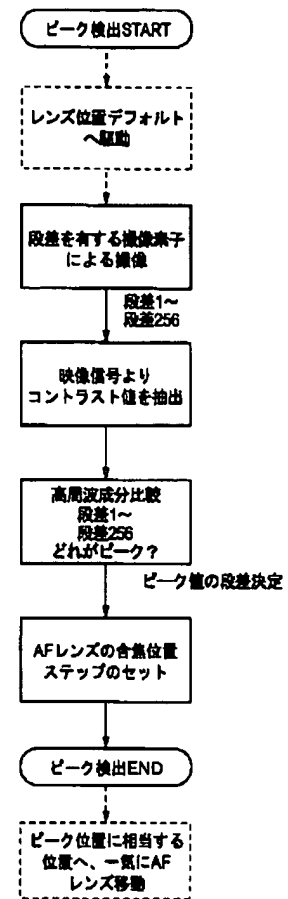 ピーク検出START
レンズ位置デフォルト
へ駆動
段差を有する撮像素子
による撮像
段差1〜
段差256
映像信号より
コントラスト値を抽出
高周波成分比較
段差1〜
段差256
どれがピーク？
ピーク値の段差決定
AFレンズの合焦位置
ステップのセット
ピーク検出END
ピーク位置に相当する
位置へ、一気にAF
レンズ移動